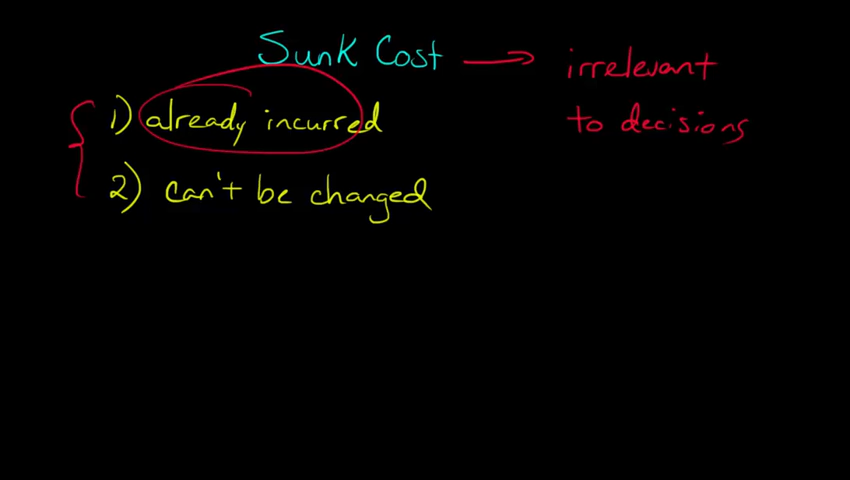 Sunk Cost → irrelevant
to decisions
1) already incurred
2) can't be changed